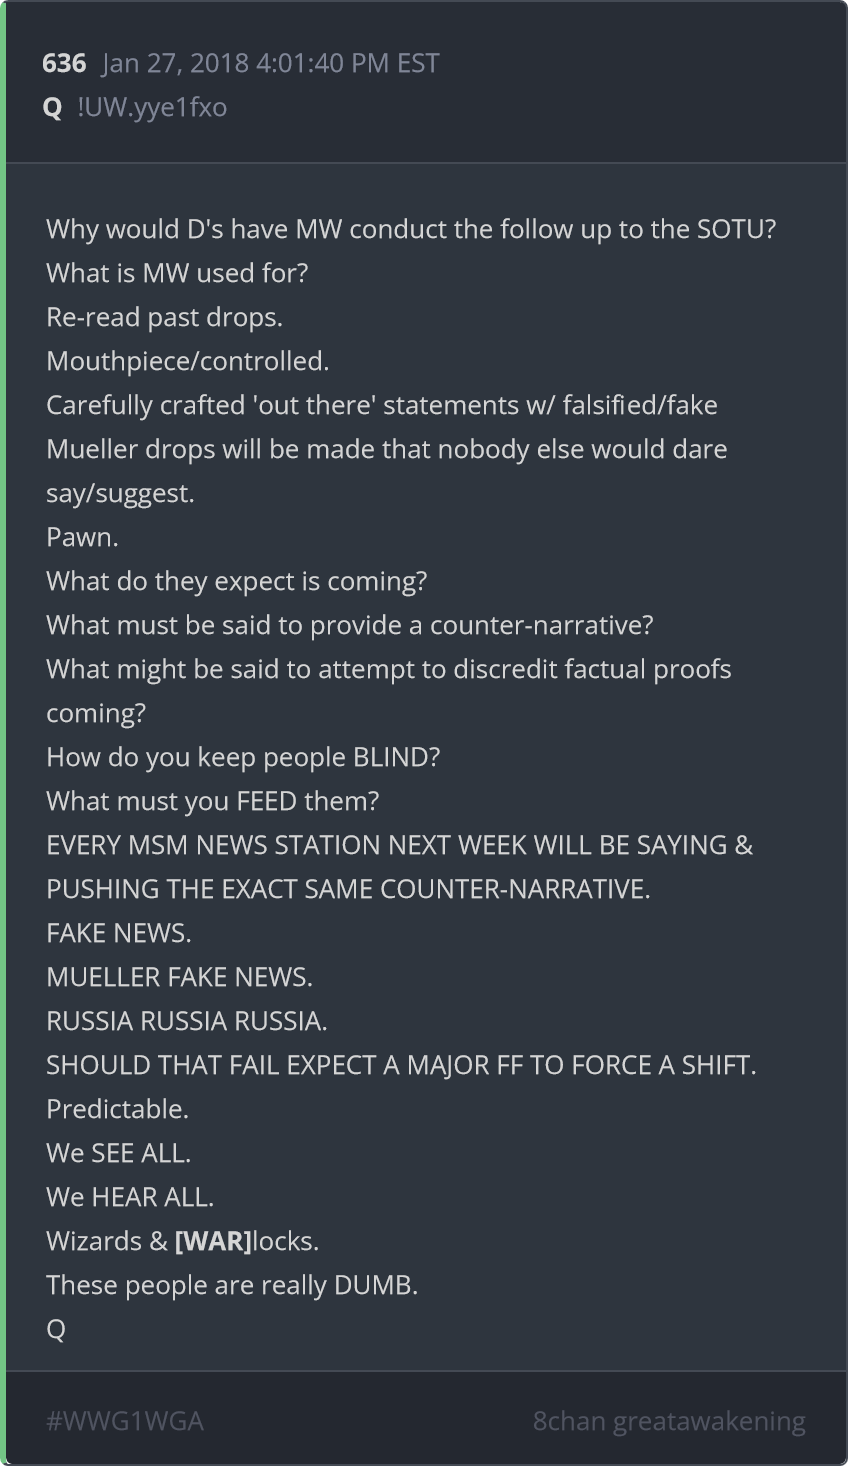 636 Jan 27, 2018 4:01:40 PM EST
Q !UW.yye1fxo
Why would D's have MW conduct the follow up to the SOTU?
What is MW used for?
Re-read past drops.
Mouthpiece/controlled.
Carefully crafted 'out there' statements w/ falsified/fake
Mueller drops will be made that nobody else would dare
say/suggest.
Pawn.
What do they expect is coming?
What must be said to provide a counter-narrative?
What might be said to attempt to discredit factual proofs
coming?
How do you keep people BLIND?
What must you FEED them?
EVERY MSM NEWS STATION NEXT WEEK WILL BE SAYING &
PUSHING THE EXACT SAME COUNTER-NARRATIVE.
FAKE NEWS.
MUELLER FAKE NEWS.
RUSSIA RUSSIA RUSSIA.
SHOULD THAT FAIL EXPECT A MAJOR FF TO FORCE A SHIFT.
Predictable.
We SEE ALL.
We HEAR ALL.
Wizards & [WAR]locks.
These people are really DUMB.
Q
#WWG1WGA 8chan greatawakening